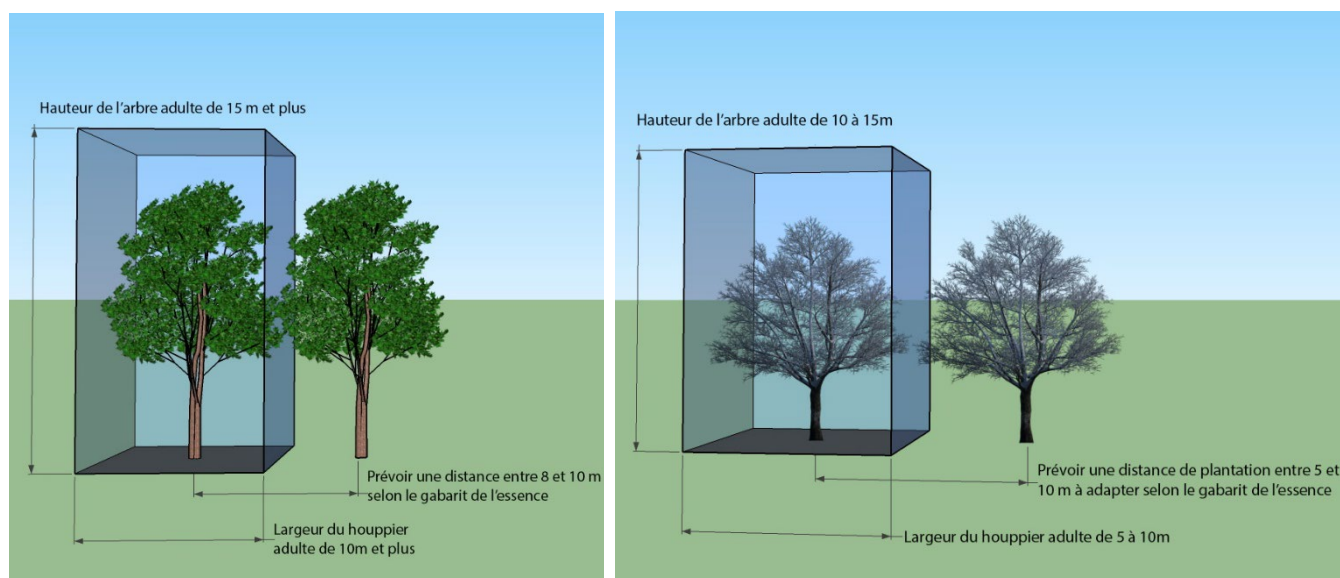 Hauteur de l'arbre adulte de 15 m et plus
Prévoir une distance entre 8 et 10 m
selon le gabarit de l'essence
Largeur du houppier
adulte de 10m et plus
Hauteur de l'arbre adulte de 10 à 15m
Prévoir une distance de plantation entre 5 et
10 m à adapter selon le gabarit de l'essence
Largeur du houppier adulte de 5 à 10m